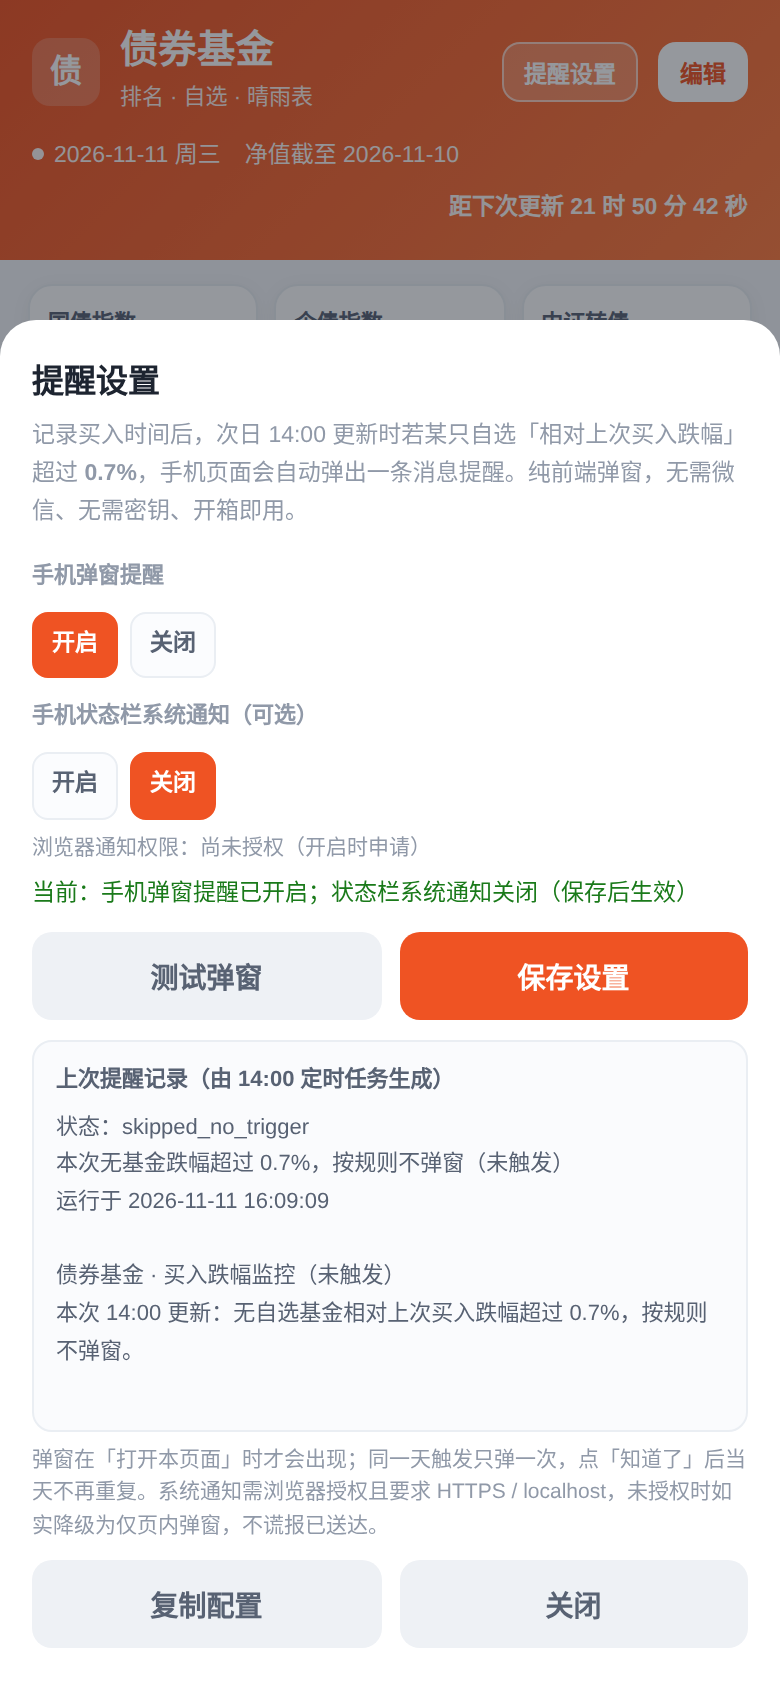 债
债券基金
排名 · 自选 · 晴雨表
提醒设置
编辑
2026-11-11 周三 净值截至 2026-11-10
距下次更新 21 时 50 分 42 秒
国债指数
企债指数
中证转债
提醒设置
记录买入时间后，次日 14:00 更新时若某只自选「相对上次买入跌幅」
超过 0.7%，手机页面会自动弹出一条消息提醒。纯前端弹窗，无需微
信、无需密钥、开箱即用。
手机弹窗提醒
开启
关闭
手机状态栏系统通知（可选）
开启
关闭
浏览器通知权限：尚未授权（开启时申请）
当前：手机弹窗提醒已开启；状态栏系统通知关闭（保存后生效）
测试弹窗
保存设置
上次提醒记录（由 14:00 定时任务生成）
状态：skipped_no_trigger
本次无基金跌幅超过 0.7%，按规则不弹窗（未触发）
运行于 2026-11-11 16:09:09
债券基金 · 买入跌幅监控（未触发）
本次 14:00 更新：无自选基金相对上次买入跌幅超过 0.7%，按规则
不弹窗。
弹窗在「打开本页面」时才会出现；同一天触发只弹一次，点「知道了」后当
天不再重复。系统通知需浏览器授权且要求 HTTPS / localhost，未授权时如
实降级为仅页内弹窗，不谎报已送达。
复制配置
关闭